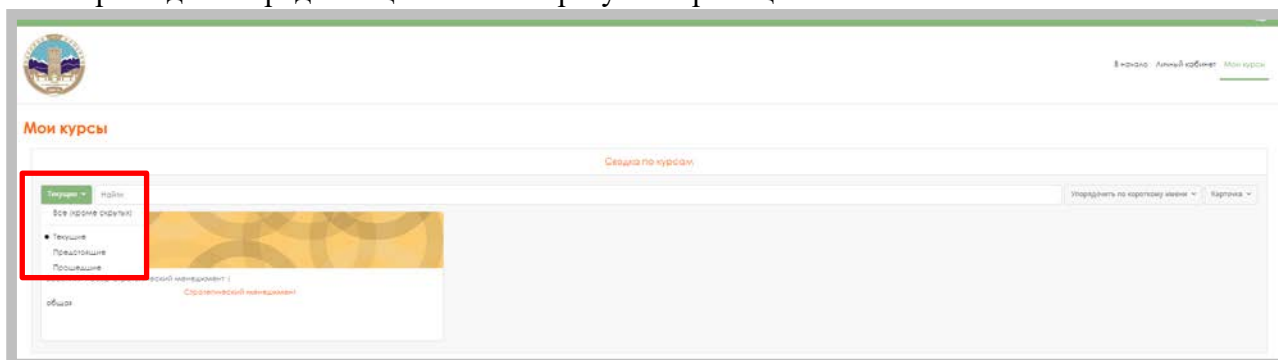 В начало Личный кабинет Мои курсы
Мои курсы
Сводка по курсам
Текущие Найти Упорядочить по короткому имени Карточка
Все (кроме скрытых)
Текущие
Предстоящие
Прошедшие
менеджмент |
Стратегический менеджмент
общая